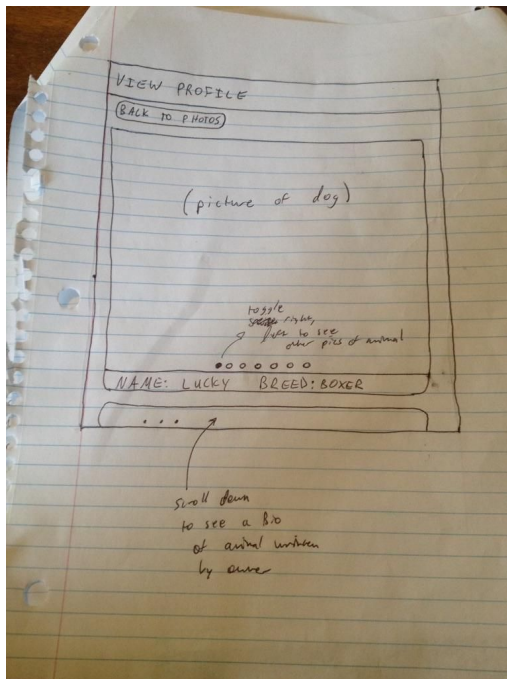 VIEW PROFILE
BACK TO PHOTOS
(picture of dog)
toggle
right,
to see
other pics of animal
NAME: LUCKY BREED: BOXER
...
Scroll down
to see a Bio
of animal written
by owner